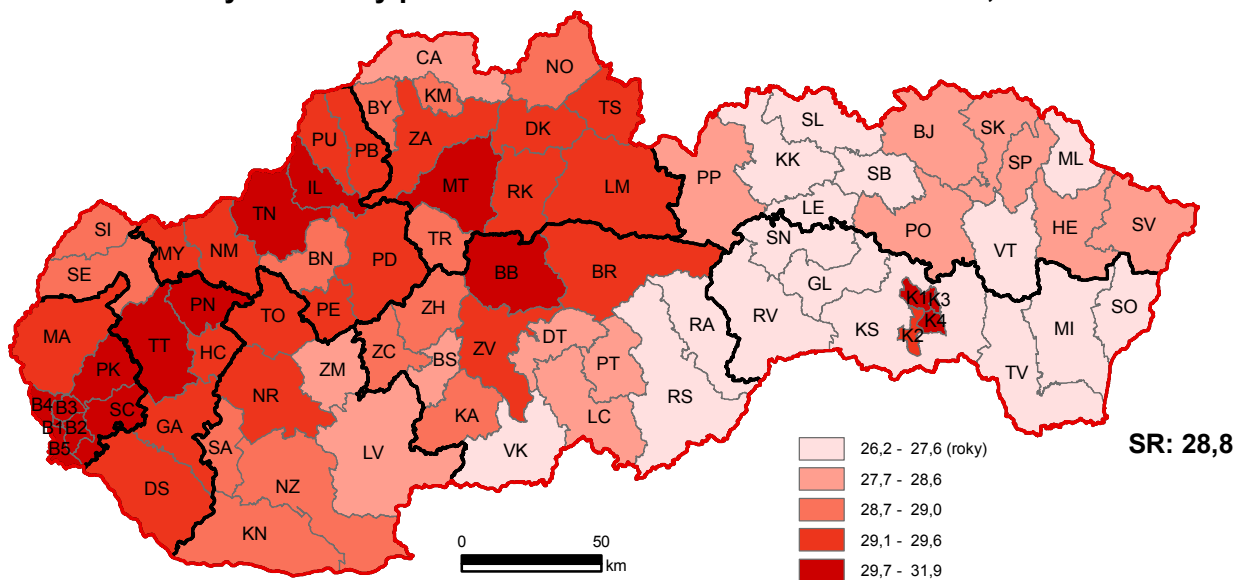 CA
NO
KM
BY
TS
PU
PB
ZA
DK
SL
BJ
SK
SP
ML
KK
SB
PP
IL
MT
RK
LM
TN
LE
PO
HE
SV
SI
MY
NM
BN
PD
TR
SN
VT
SE
BB
BR
GL
PN
TO
PE
ZH
RA
RV
K1
K3
K4
K2
KS
MI
SO
MA
TT
HC
ZC
BS
ZV
DT
PT
PK
ZM
TV
NR
RS
B4
B3
SC
B1
B2
B5
GA
KA
LC
SA
LV
VK
DS
NZ
KN
26,2 - 27,6 (roky)
27,7 - 28,6
28,7 - 29,0
29,1 - 29,6
29,7 - 31,9
SR: 28,8
0
50
km